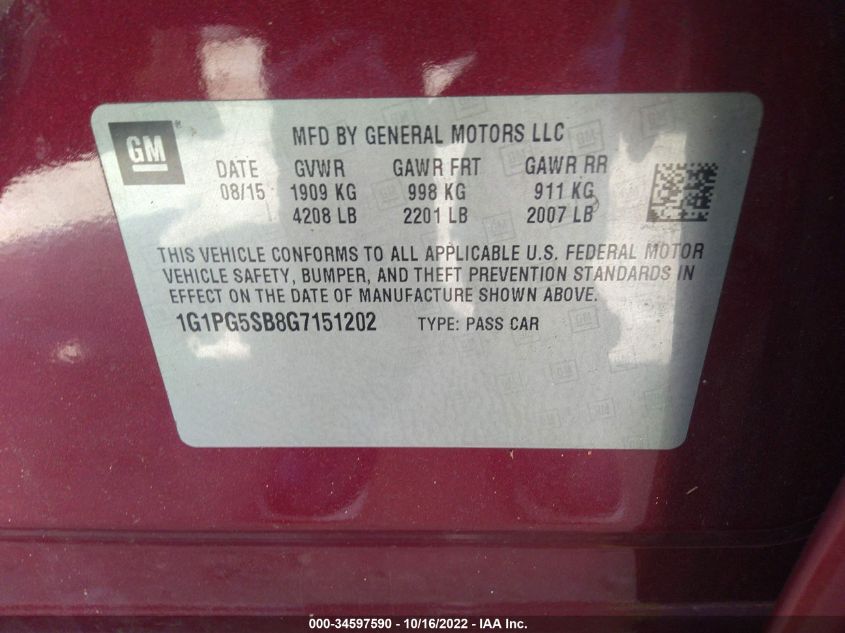 GM
MFD BY GENERAL MOTORS LLC
DATE GVWR GAWR FRT GAWR RR
08/15 1909 KG 998 KG 911 KG
4208 LB 2201 LB 2007 LB
THIS VEHICLE CONFORMS TO ALL APPLICABLE U.S. FEDERAL MOTOR
VEHICLE SAFETY, BUMPER, AND THEFT PREVENTION STANDARDS IN
EFFECT ON THE DATE OF MANUFACTURE SHOWN ABOVE.
1G1PG5SB8G7151202 TYPE: PASS CAR
000-34597590 - 10/16/2022 - IAA Inc.